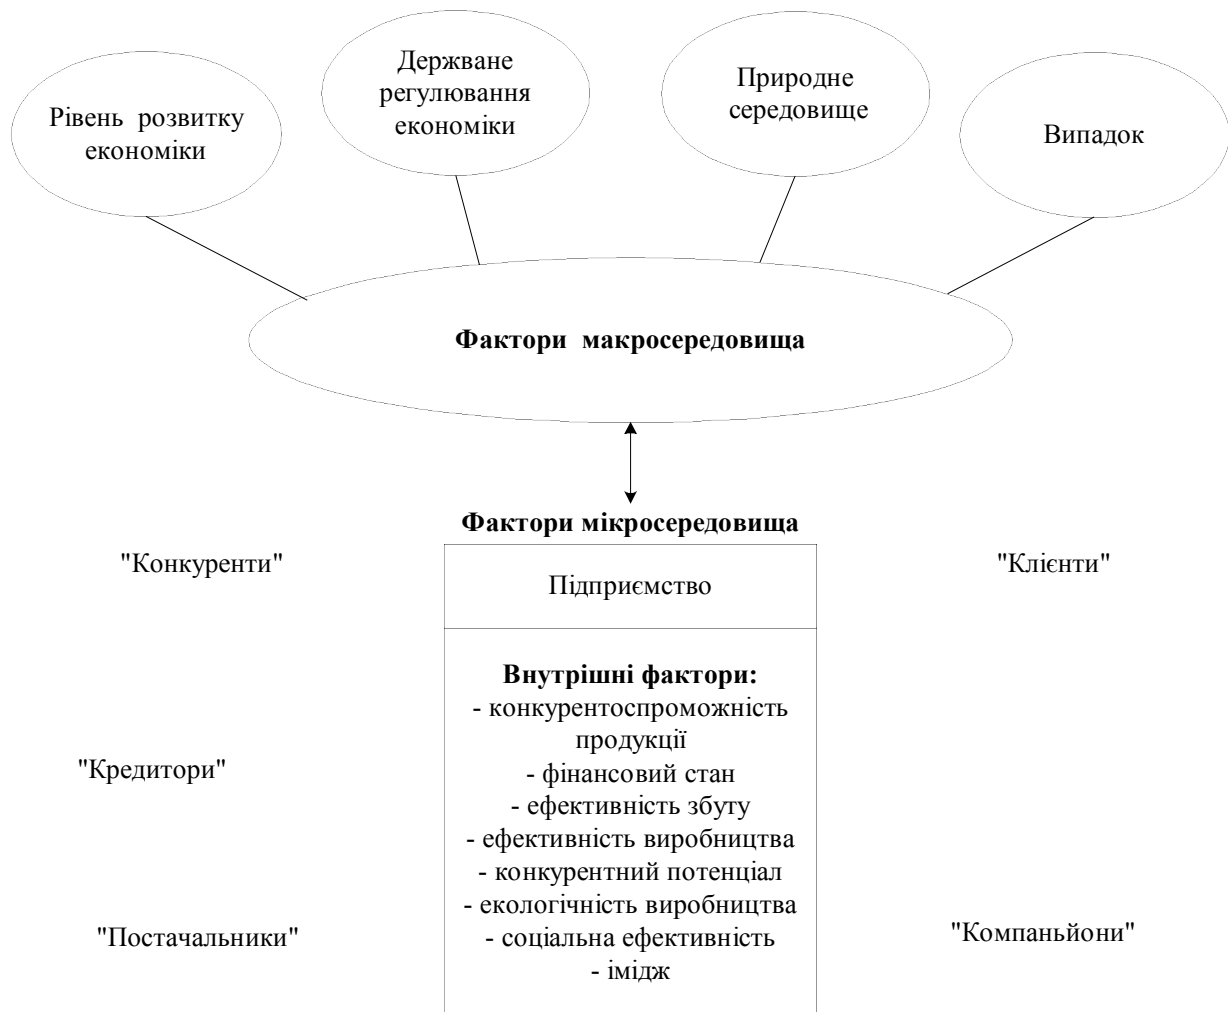 Рівень розвитку
економіки
Держване
регулювання
економіки
Природне
середовище
Випадок
Фактори макросередовища
Фактори мікросередовища
"Конкуренти"
"Клієнти"
Підприємство
Внутрішні фактори:
- конкурентоспроможність
продукції
- фінансовий стан
- ефективність збуту
- ефективність виробництва
- конкурентний потенціал
- екологічність виробництва
- соціальна ефективність
- імідж
"Кредитори"
"Постачальники"
"Компаньйони"